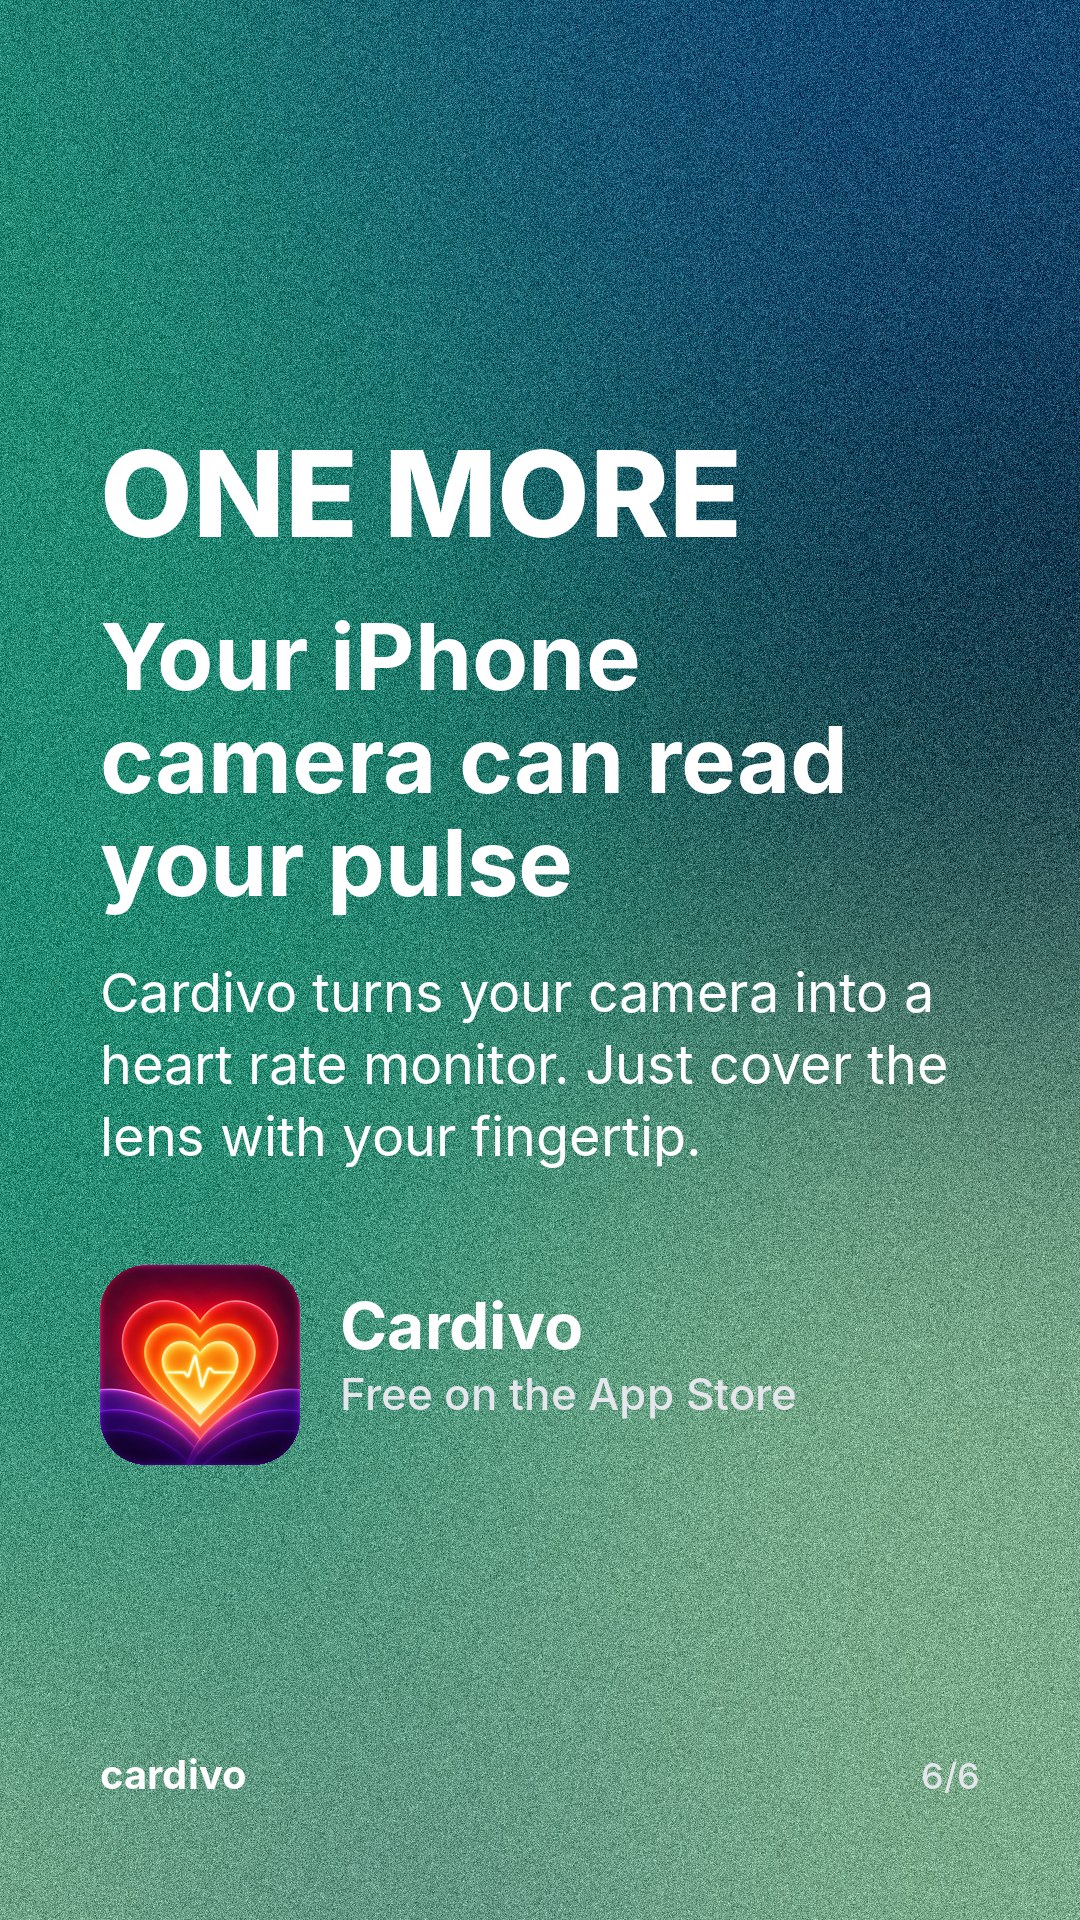 ONE MORE
Your iPhone
camera can read
your pulse
Cardivo turns your camera into a
heart rate monitor. Just cover the
lens with your fingertip.
Cardivo
Free on the App Store
cardivo
6/6